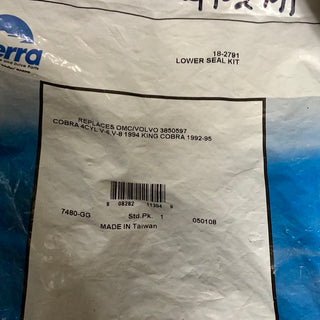 erra
18-2791
LOWER SEAL KIT
REPLACES OMC/VOLVO 3850597
COBRA 4CYL V-6 V-8 1994 KING COBRA 1992-95
7480-GG
Std.Pk. 1
050108
MADE IN Taiwan